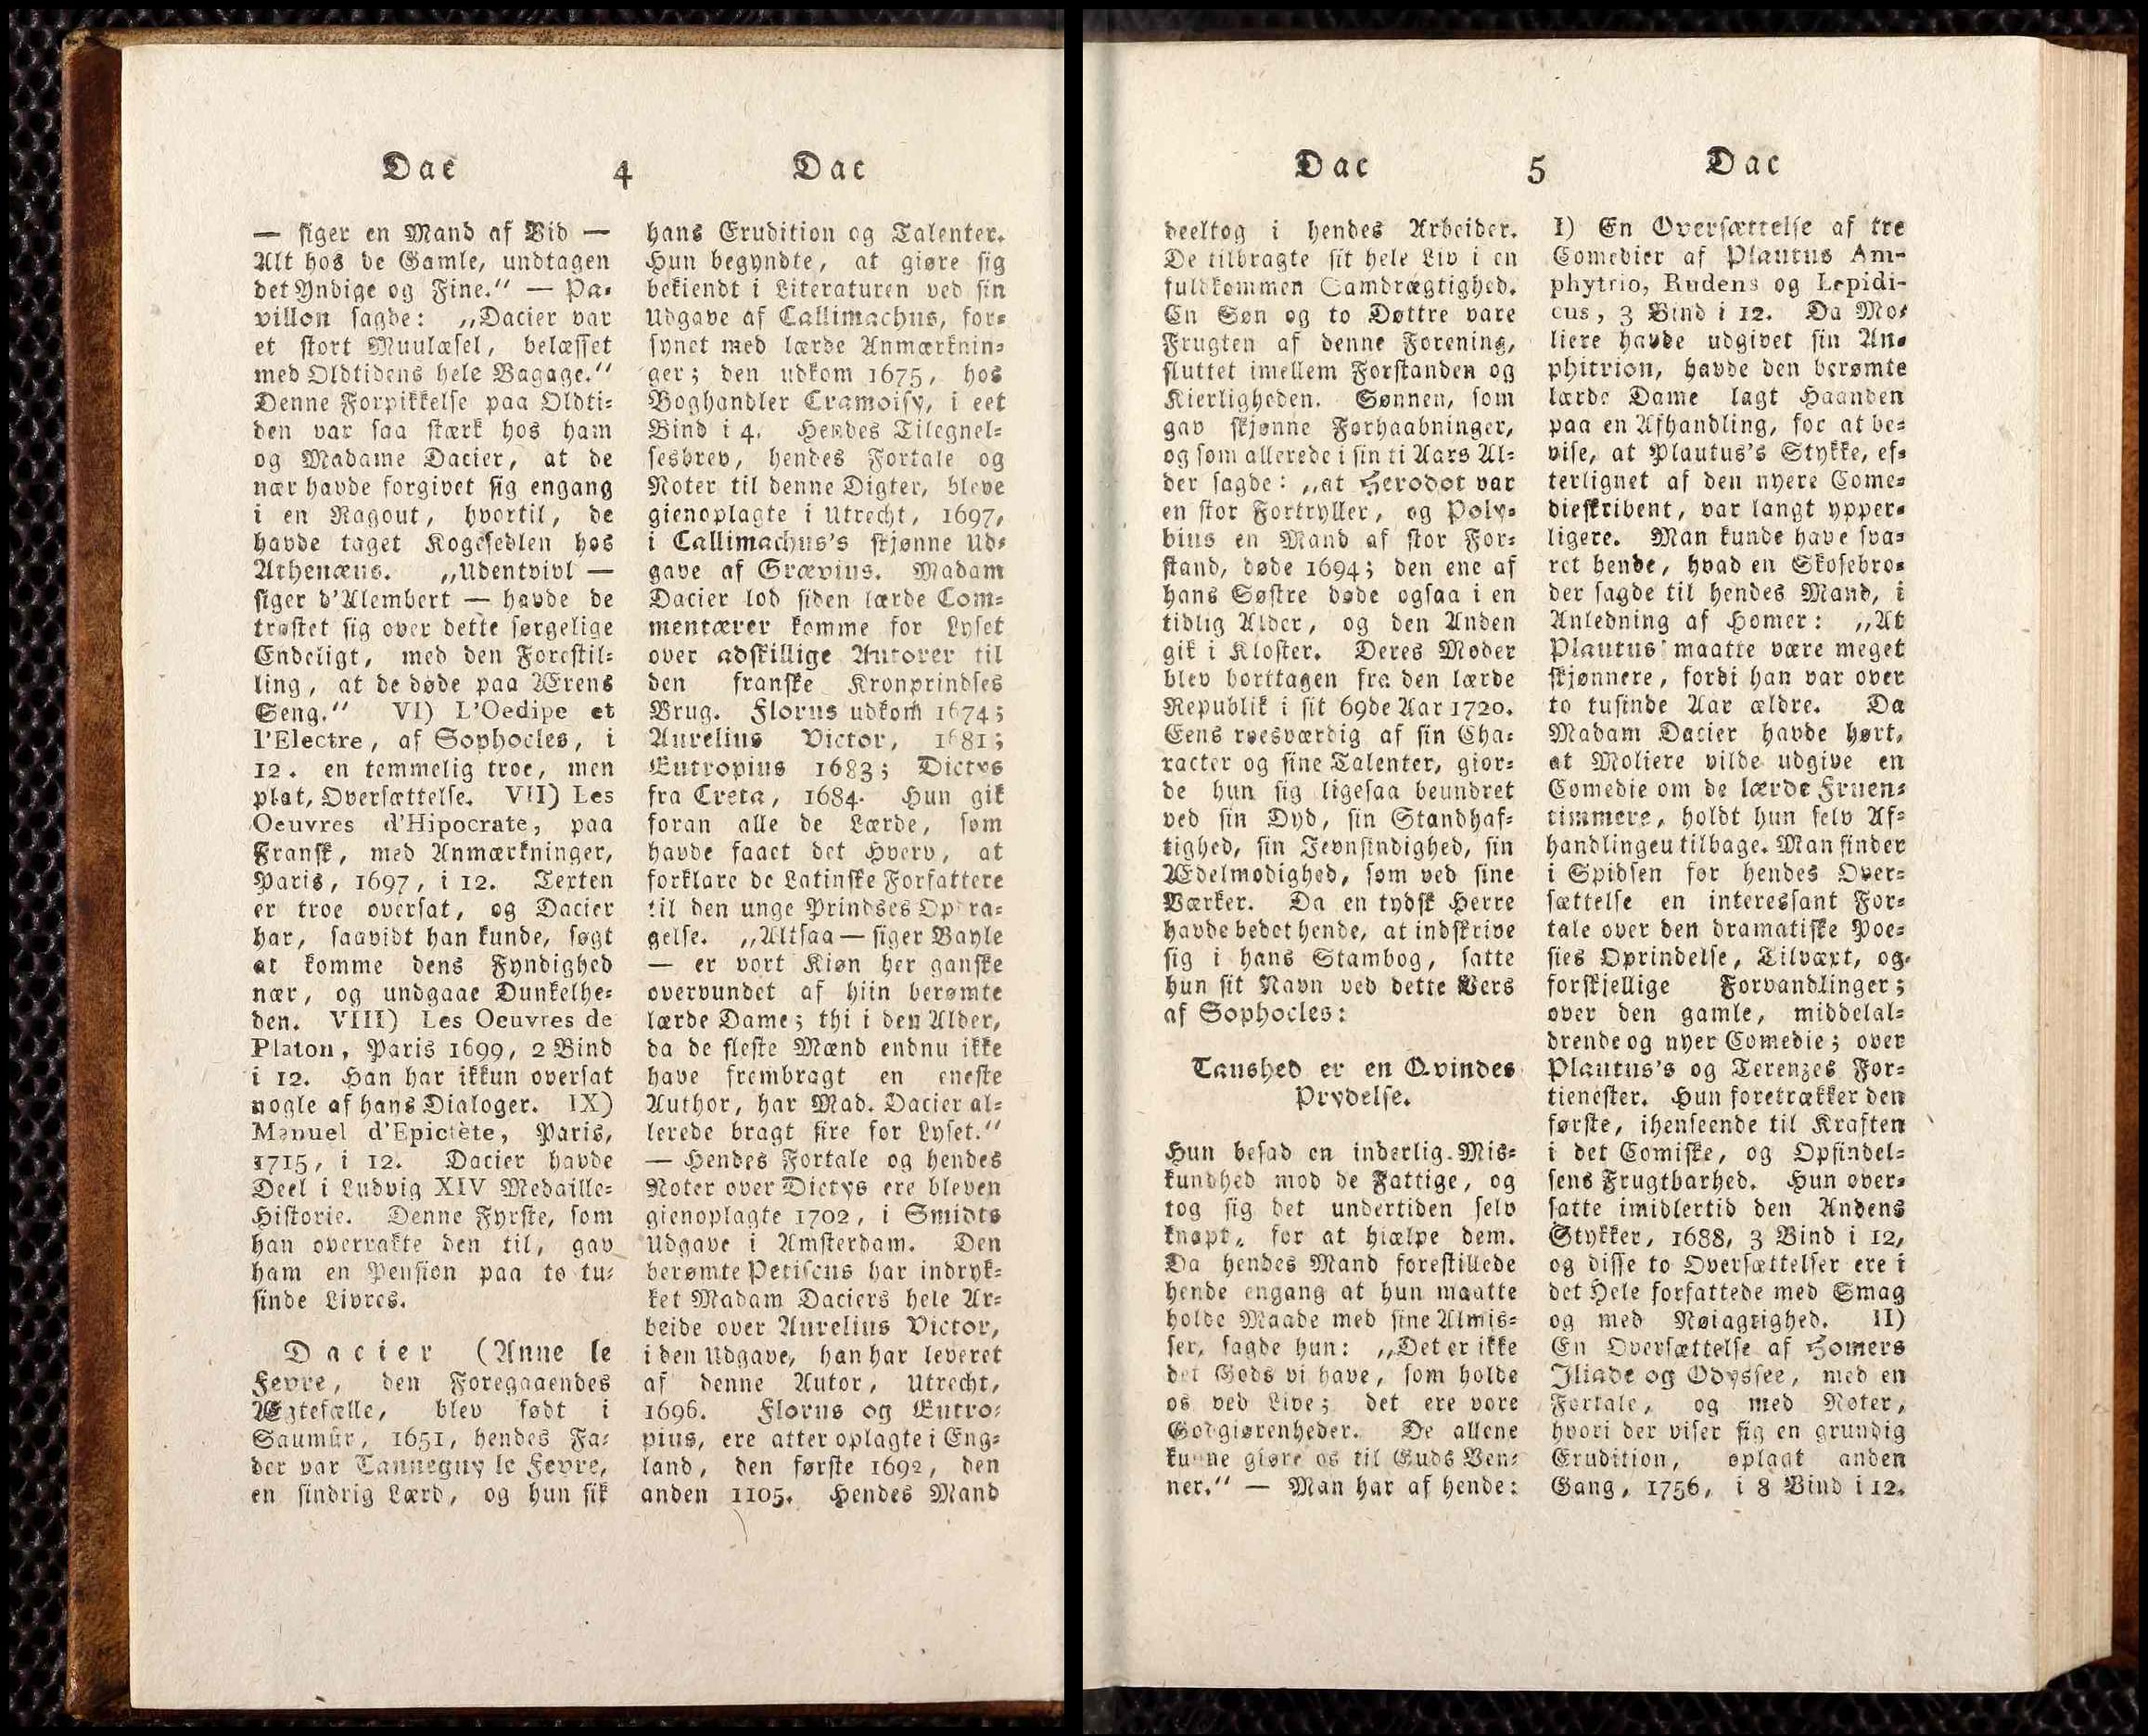 Dac 4 Dac
— siger en Mand af Vid —
Alt hos de Gamle, undtagen
det Yndige og Fine.“ — Pa-
villon sagde: „Dacier var
et stort Muulæsel, belæsset
med Oldtidens hele Bagage.“
Denne Forpikkelse paa Oldti-
den var saa stærk hos ham
og Madame Dacier, at de
nær havde forgivet sig engang
i en Ragout, hvortil, de
havde taget Kogesedlen hos
Athenæus. „Udentvivl —
siger d'Alembert — havde de
trøstet sig over dette sørgelige
Endeligt, med den Forestil-
ling, at de døde paa Ærens
Seng.“ VI) L'Oedipe et
l'Electre, af Sophocles, i
12. en temmelig troe, men
plat, Oversættelse. VII) Les
Oeuvres d'Hipocrate, paa
Fransk, med Anmærkninger,
Paris, 1697, i 12. Texten
er troe oversat, og Dacier
har, saavidt han kunde, søgt
at komme dens Fyndighed
nær, og undgaae Dunkelhe-
den. VIII) Les Oeuvres de
Platon, Paris 1699, 2 Bind
i 12. Han har ikkun oversat
nogle af hans Dialoger. IX)
Manuel d'Epictète, Paris,
1715, i 12. Dacier havde
Deel i Ludvig XIV Medaille-
Historie. Denne Fyrste, som
han overrakte den til, gav
ham en Pension paa to tu-
sinde Livres.
Dacier (Anne le
Fevre, den Foregaaendes
Ægtefælle, blev født i
Saumür, 1651, hendes Fa-
der var Tanneguy le Fevre,
en sindrig Lærd, og hun fik
hans Erudition og Talenter.
Hun begyndte, at giøre sig
bekiendt i Literaturen ved sin
Udgave af Callimachus, for-
synet med lærde Anmærknin-
ger; den udkom 1675, hos
Boghandler Cramoisy, i eet
Bind i 4. Hendes Tilegnel-
sesbrev, hendes Fortale og
Noter til denne Digter, bleve
gienoplagte i Utrecht, 1697,
i Callimachus's skjønne Ud-
gave af Grævius. Madam
Dacier lod siden lærde Com-
mentærer komme for Lyset
over adskillige Autorer til
den franske Kronprindses
Brug. Florus udkom 1674;
Aurelius Victor, 1681;
Eutropius 1683; Dictys
fra Creta, 1684. Hun gik
foran alle de Lærde, som
havde faaet det Hverv, at
forklare de Latinske Forfattere
til den unge Prindses Opdra-
gelse. „Altsaa — siger Bayle
— er vort Kiøn her ganske
overvundet af hiin berømte
lærde Dame; thi i den Alder,
da de fleste Mænd endnu ikke
have frembragt en eneste
Author, har Mad. Dacier al-
lerede bragt fire for Lyset.“
— Hendes Fortale og hendes
Noter over Dictys ere bleven
gienoplagte 1702, i Smidts
Udgave i Amsterdam. Den
berømte Petiscus har indryk-
ket Madam Daciers hele Ar-
beide over Aurelius Victor,
i den Udgave, han har leveret
af denne Autor, Utrecht,
1696. Florus og Eutro-
pius, ere atter oplagte i Eng-
land, den første 1692, den
anden 1105. Hendes Mand
Dac 5 Dac
deeltog i hendes Arbeider.
De tilbragte sit hele Liv i en
fuldkommen Samdrægtighed.
En Søn og to Døttre vare
Frugten af denne Forening,
sluttet imellem Forstanden og
Kierligheden. Sønnen, som
gav skjønne Forhaabninger,
og som allerede i sin ti Aars Al-
der sagde: „at Herodot var
en stor Fortryller, og Poly-
bius en Mand af stor For-
stand, døde 1694; den ene af
hans Søstre døde ogsaa i en
tidlig Alder, og den Anden
gik i Kloster. Deres Moder
blev borttagen fra den lærde
Republik i sit 69de Aar 1720.
Eens roesværdig af sin Cha-
racter og sine Talenter, gior-
de hun sig ligesaa beundret
ved sin Dyd, sin Standhaf-
tighed, sin Jevnsindighed, sin
Ædelmodighed, som ved sine
Værker. Da en tydsk Herre
havde bedet hende, at indskrive
sig i hans Stambog, satte
hun sit Navn ved dette Vers
af Sophocles:
Taushed er en Qvindes
Prydelse.
Hun besad en inderlig Mis-
kundhed mod de Fattige, og
tog sig det undertiden selv
knapt, for at hiælpe dem.
Da hendes Mand forestillede
hende engang at hun maatte
holde Maade med sine Almis-
ser, sagde hun: „Det er ikke
det Gods vi have, som holde
os ved Live; det ere vore
Godgiørenheder. De allene
kunne giøre os til Guds Ven-
ner.“ — Man har af hende:
I) En Oversættelse af tre
Comedier af Plautus Am-
phytrio, Rudens og Lepidi-
cus, 3 Bind i 12. Da Mo-
liere havde udgivet sin An-
phitrion, havde den berømte
lærde Dame lagt Haanden
paa en Afhandling, for at be-
vise, at Plautus's Stykke, ef-
terlignet af den nyere Come-
dieskribent, var langt ypper-
ligere. Man kunde have sva-
ret hende, hvad en Skosebro-
der sagde til hendes Mand, i
Anledning af Homer: „At
Plautus maatte være meget
skjønnere, fordi han var over
to tusinde Aar ældre. Da
Madam Dacier havde hørt,
at Moliere vilde udgive en
Comedie om de lærde Fruen-
timmere, holdt hun selv Af-
handlingeu tilbage. Man finder
i Spidsen for hendes Over-
sættelse en interessant For-
tale over den dramatiske Poe-
sies Oprindelse, Tilvæxt, og
forskjellige Forvandlinger;
over den gamle, middelal-
drende og nyer Comedie; over
Plautus's og Terenzes For-
tienester. Hun foretrækker den
første, ihenseende til Kraften
i det Comiske, og Opfindel-
sens Frugtbarhed. Hun over-
satte imidlertid den Andens
Stykker, 1688, 3 Bind i 12,
og disse to Oversættelser ere i
det Hele forfattede med Smag
og med Nøiagtighed. II)
En Oversættelse af Homers
Iliade og Odyssee, med en
Fortale, og med Noter,
hvori der viser sig en grundig
Erudition, oplagt anden
Gang, 1756, i 8 Bind i 12.